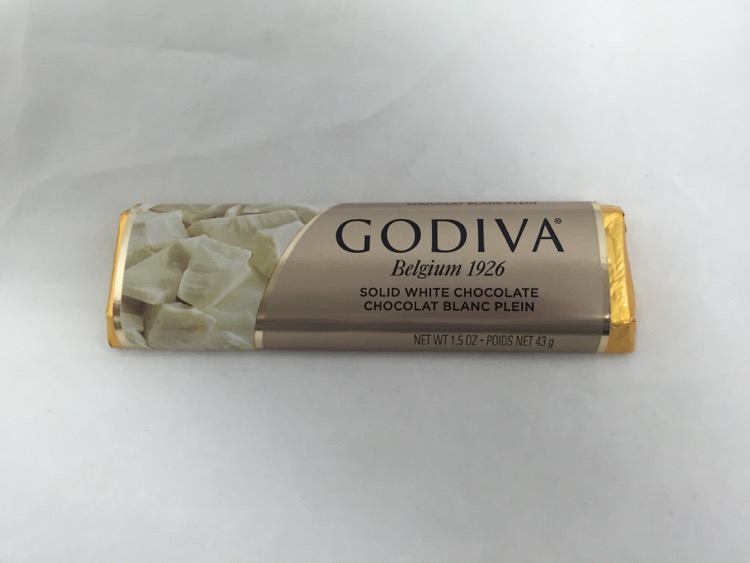 CHOCOLAT BLANC PLEIN
GODIVA®
Belgium 1926
SOLID WHITE CHOCOLATE
CHOCOLAT BLANC PLEIN
NET WT 1.5 OZ • POIDS NET 43 g